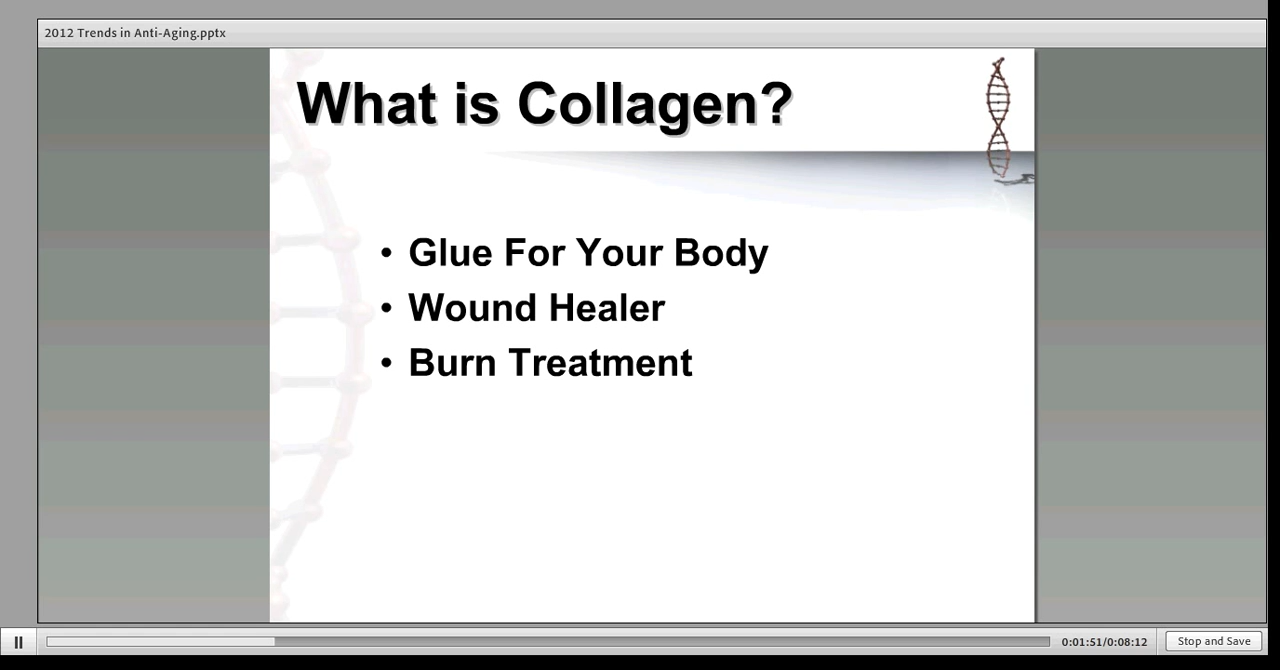 2012 Trends in Anti-Aging.pptx
What is Collagen?
• Glue For Your Body
• Wound Healer
• Burn Treatment
0:01:51/0:08:12
Stop and Save